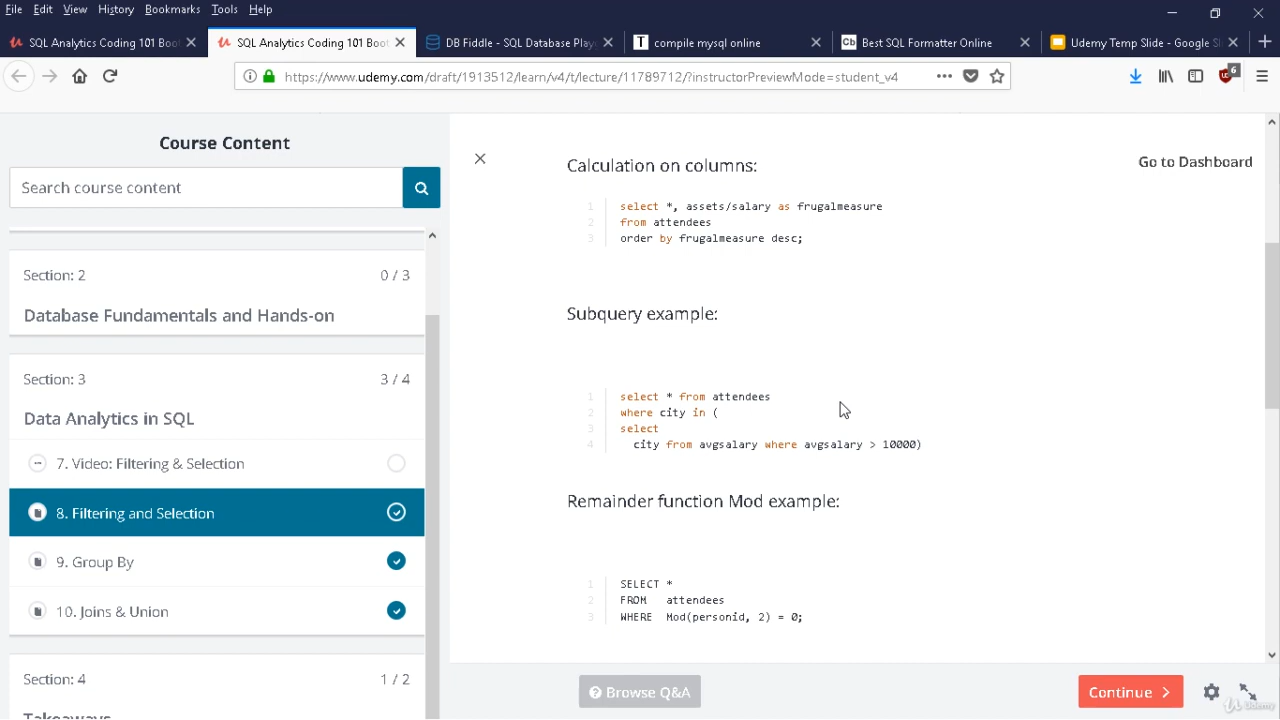 File Edit View History Bookmarks Tools Help
SQL Analytics Coding 101 Boot
SQL Analytics Coding 101 Boot
DB Fiddle - SQL Database Play
compile mysql online
Cb Best SQL Formatter Online
Udemy Temp Slide - Google S
https://www.udemy.com/draft/1913512/learn/v4/t/lecture/11789712/?instructorPreviewMode=student_v4
6
Course Content
Search course content
Section: 2 0 / 3
Database Fundamentals and Hands-on
Section: 3 3 / 4
Data Analytics in SQL
7. Video: Filtering & Selection
8. Filtering and Selection
9. Group By
10. Joins & Union
Section: 4 1 / 2
Takeaways
Go to Dashboard
Calculation on columns:
1 select *, assets/salary as frugalmeasure
2 from attendees
3 order by frugalmeasure desc;
Subquery example:
1 select * from attendees
2 where city in (
3 select
4 city from avgsalary where avgsalary > 10000)
Remainder function Mod example:
1 SELECT *
2 FROM attendees
3 WHERE Mod(personid, 2) = 0;
? Browse Q&A
Continue
Udemy